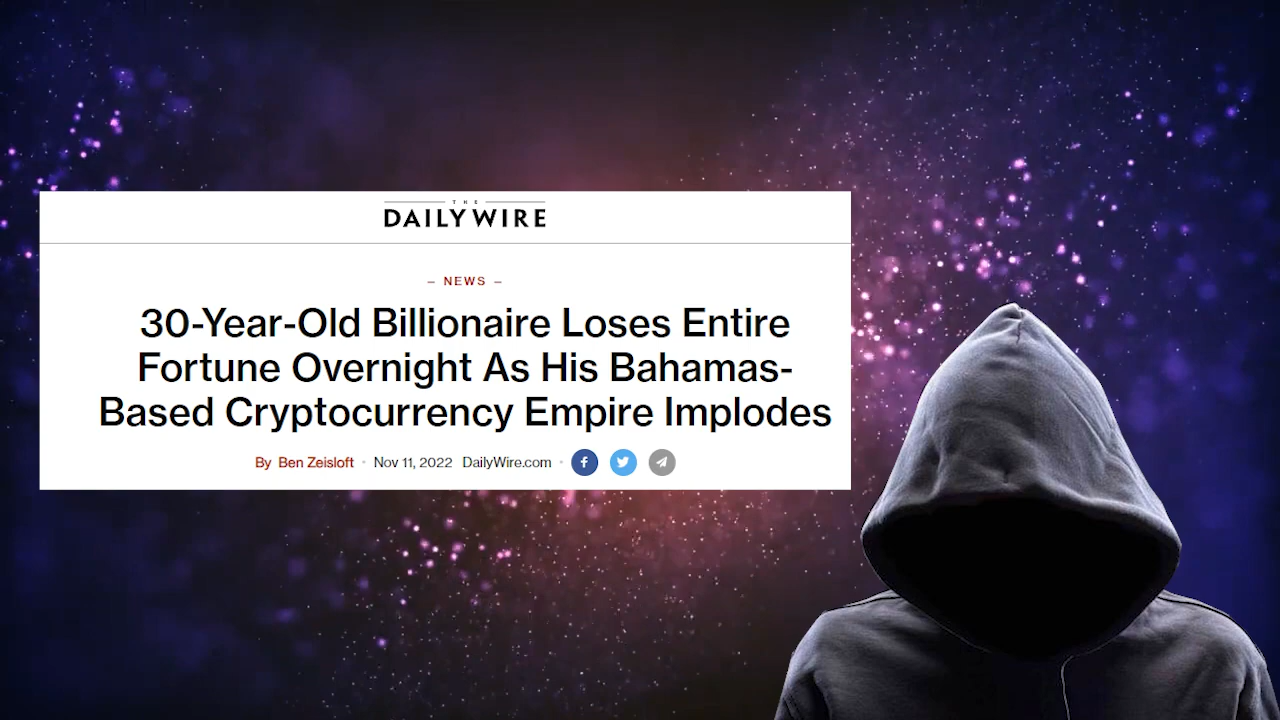 THE
DAILY WIRE
– NEWS –
30-Year-Old Billionaire Loses Entire
Fortune Overnight As His Bahamas-
Based Cryptocurrency Empire Implodes
By Ben Zeisloft • Nov 11, 2022 DailyWire.com •